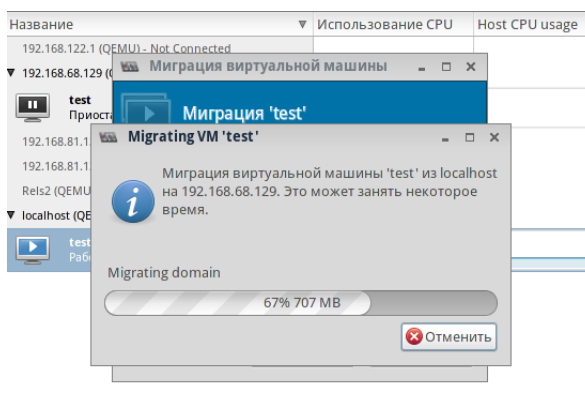 Название Использование CPU Host CPU usage
192.168.122.1 (QEMU) - Not Connected
192.168.68.129 (
Миграция виртуальной машины
test
Приост
Миграция 'test'
Migrating VM 'test'
192.168.81.1
192.168.81.1
Rels2 (QEMU
localhost (QE
test
Раб
Миграция виртуальной машины 'test' из localhost
на 192.168.68.129. Это может занять некоторое
время.
Migrating domain
67% 707 MB
Отменить